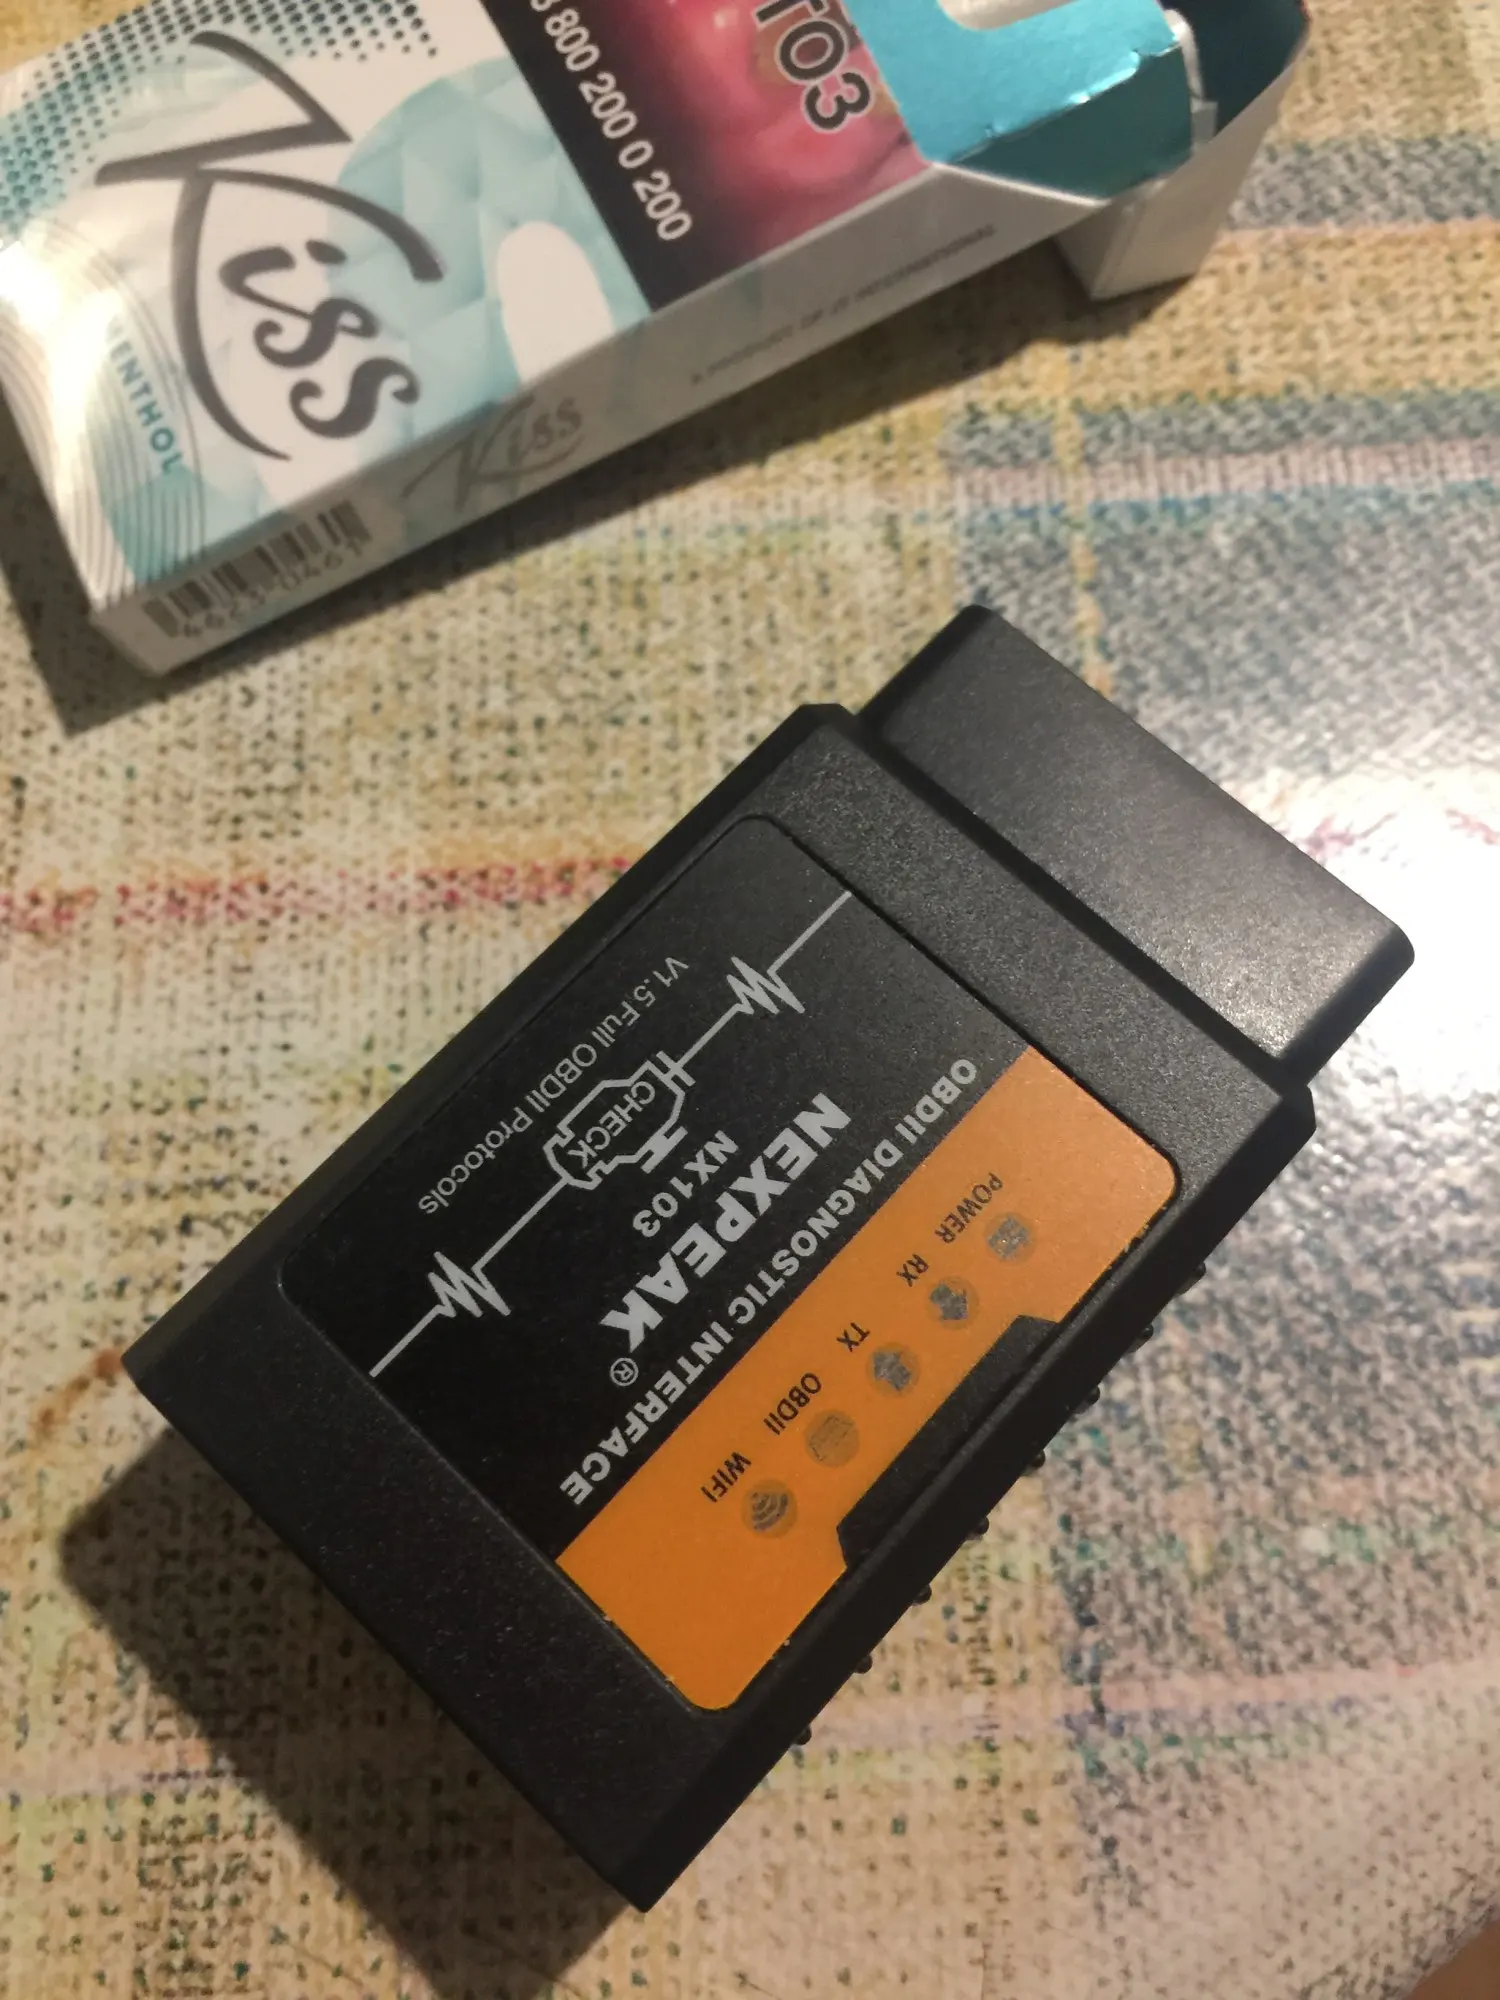 Kiss
MENTHOL
8 800 200 0 200
ТОЗ
Kiss
V1.5 Full OBDII Protocols
CHECK
NX103
NEXPEAK ®
OBDII DIAGNOSTIC INTERFACE
POWER
RX
TX
OBDII
WIFI